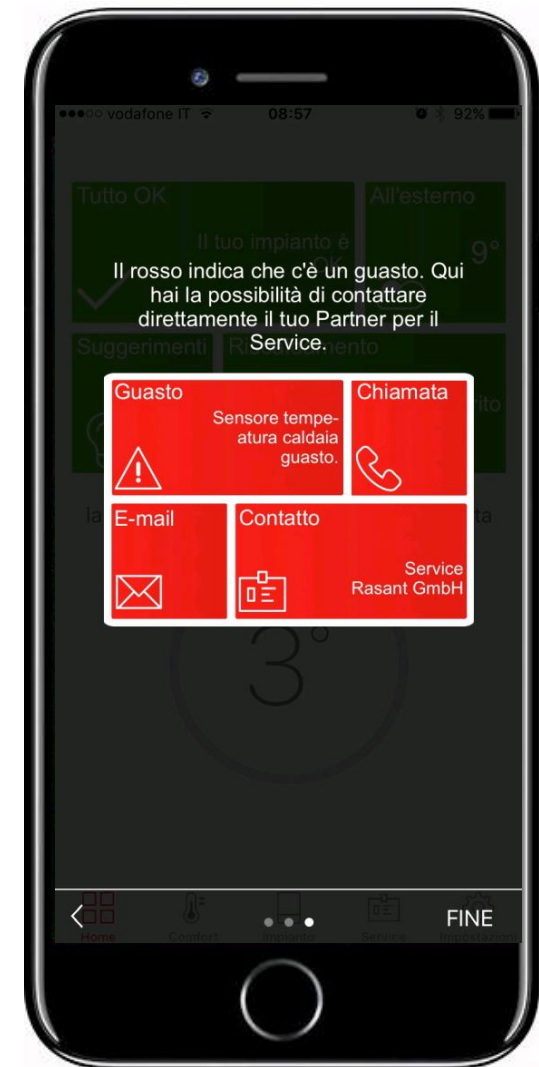 vodafone IT 08:57 92%
Tutto OK All'esterno
Il tuo impianto è
9°
Il rosso indica che c'è un guasto. Qui
hai la possibilità di contattare
direttamente il tuo Partner per il
Service.
Suggerimenti
Guasto Chiamata
Sensore tempe-
atura caldaia
guasto.
E-mail Contatto
Service
Rasant GmbH
3°
FINE
Home Comfort Impianto Service Impostazioni